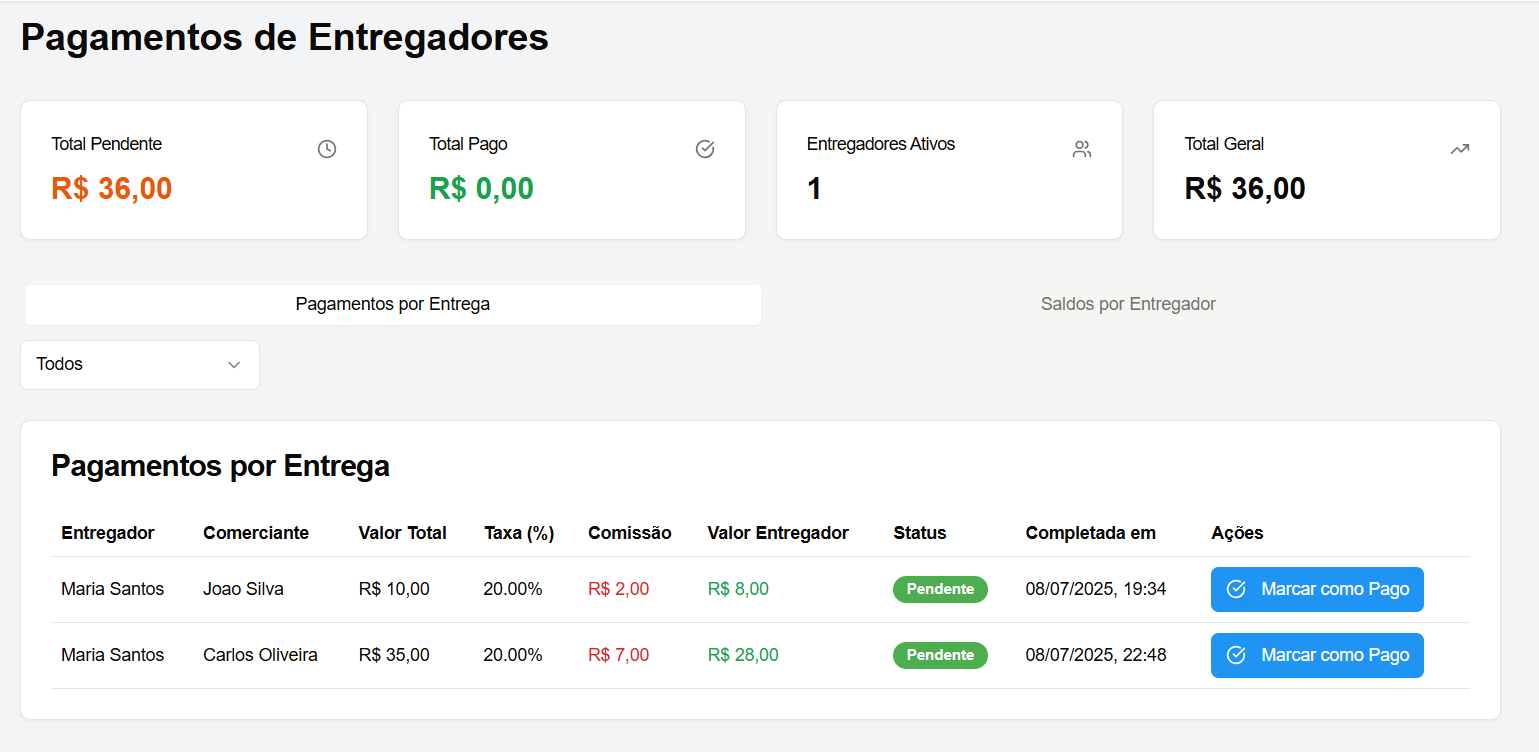 Pagamentos de Entregadores
Total Pendente
R$ 36,00
Total Pago
R$ 0,00
Entregadores Ativos
1
Total Geral
R$ 36,00
Pagamentos por Entrega
Saldos por Entregador
Todos
Pagamentos por Entrega
Entregador Comerciante Valor Total Taxa (%) Comissão Valor Entregador Status Completada em Ações
Maria Santos Joao Silva R$ 10,00 20.00% R$ 2,00 R$ 8,00 Pendente 08/07/2025, 19:34 Marcar como Pago
Maria Santos Carlos Oliveira R$ 35,00 20.00% R$ 7,00 R$ 28,00 Pendente 08/07/2025, 22:48 Marcar como Pago